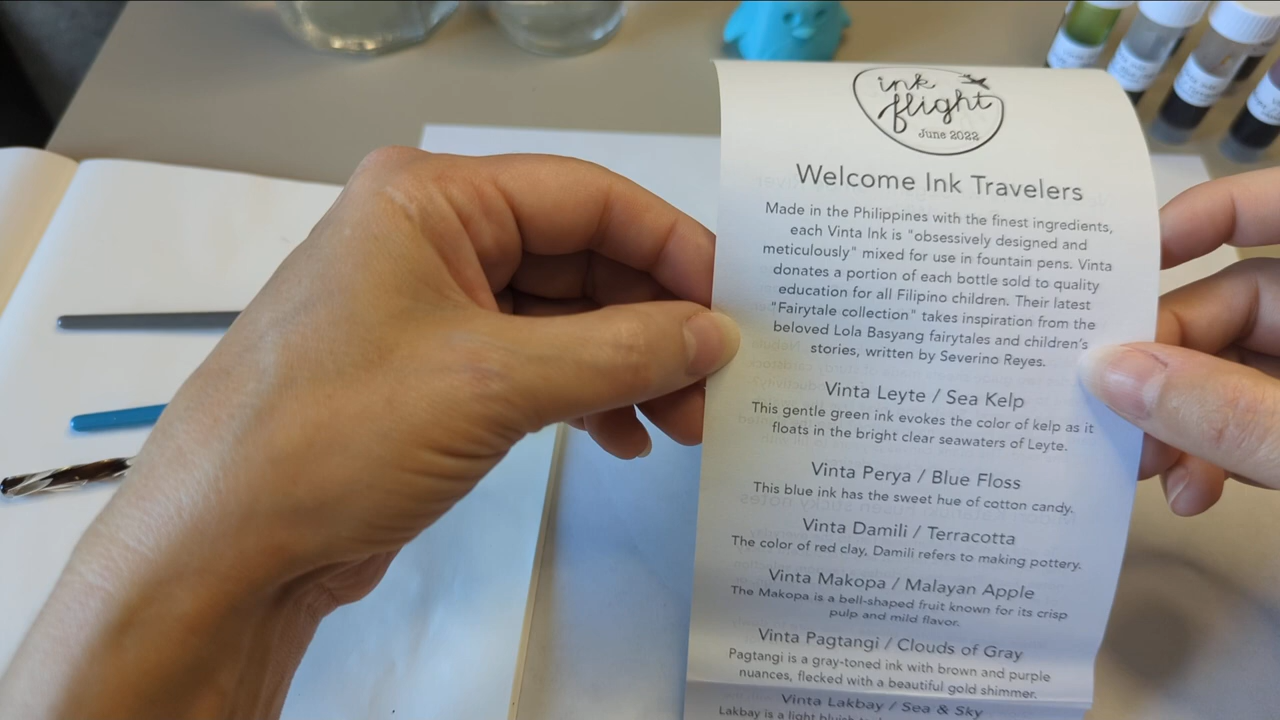 ink
flight
June 2022
Welcome Ink Travelers
Made in the Philippines with the finest ingredients,
each Vinta Ink is "obsessively designed and
meticulously" mixed for use in fountain pens. Vinta
donates a portion of each bottle sold to quality
education for all Filipino children. Their latest
"Fairytale collection" takes inspiration from the
beloved Lola Basyang fairytales and children's
stories, written by Severino Reyes.
Vinta Leyte / Sea Kelp
This gentle green ink evokes the color of kelp as it
floats in the bright clear seawaters of Leyte.
Vinta Perya / Blue Floss
This blue ink has the sweet hue of cotton candy.
Vinta Damili / Terracotta
The color of red clay, Damili refers to making pottery.
Vinta Makopa / Malayan Apple
The Makopa is a bell-shaped fruit known for its crisp
pulp and mild flavor.
Vinta Pagtangi / Clouds of Gray
Pagtangi is a gray-toned ink with brown and purple
nuances, flecked with a beautiful gold shimmer.
Vinta Lakbay / Sea & Sky
Lakbay is a light bluish